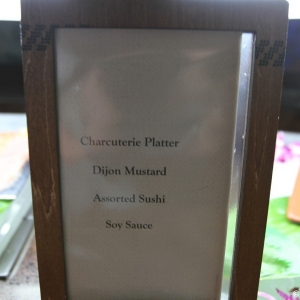 Charcuterie Platter
Dijon Mustard
Assorted Sushi
Soy Sauce